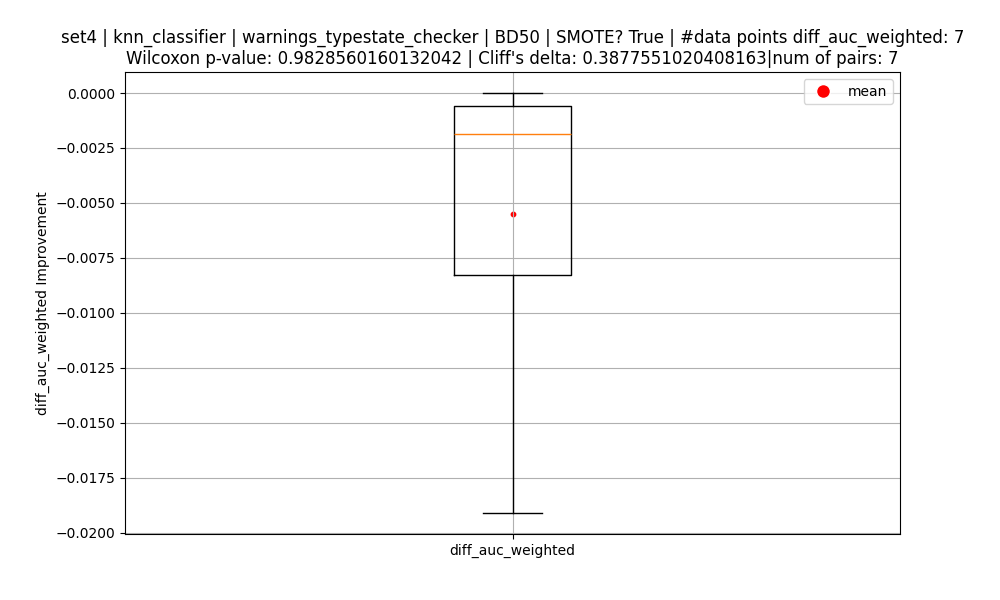 set4 | knn_classifier | warnings_typestate_checker | BD50 | SMOTE? True | #data points diff_auc_weighted: 7
Wilcoxon p-value: 0.9828560160132042 | Cliff's delta: 0.3877551020408163|num of pairs: 7
mean
0.0000
−0.0025
−0.0050
−0.0075
−0.0100
−0.0125
−0.0150
−0.0175
−0.0200
diff_auc_weighted Improvement
diff_auc_weighted